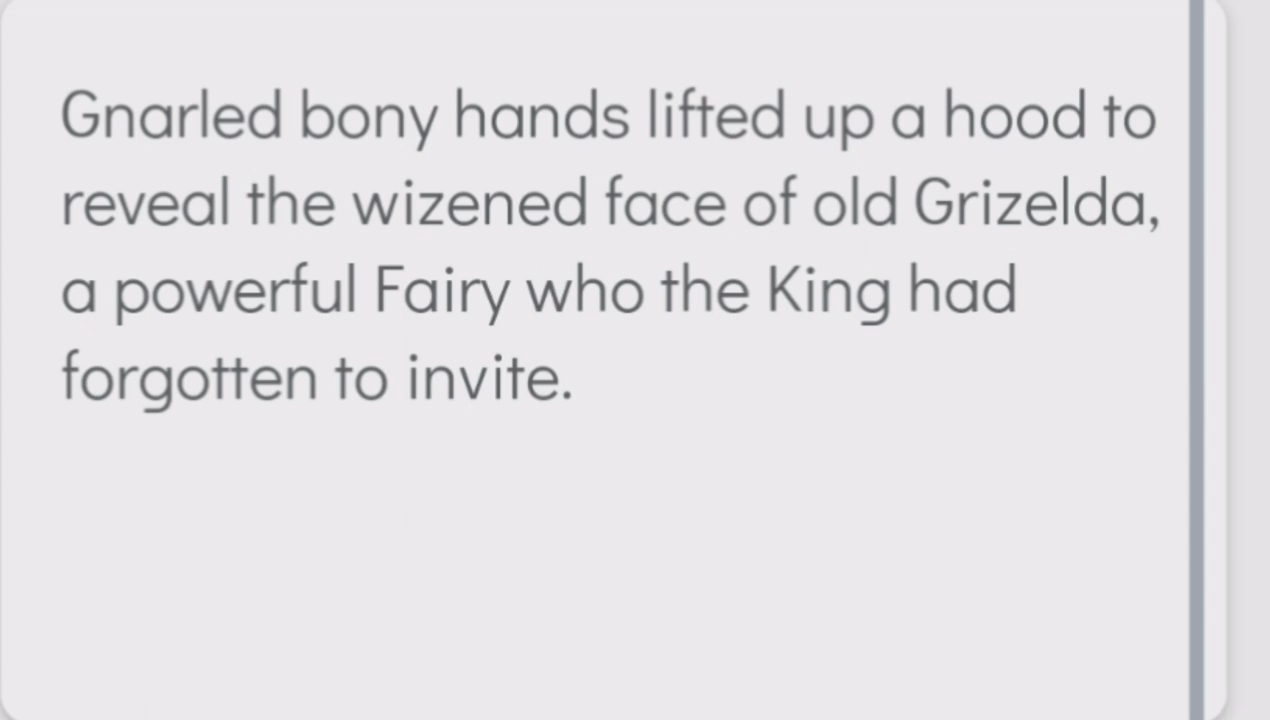 Gnarled bony hands lifted up a hood to
reveal the wizened face of old Grizelda,
a powerful Fairy who the King had
forgotten to invite.